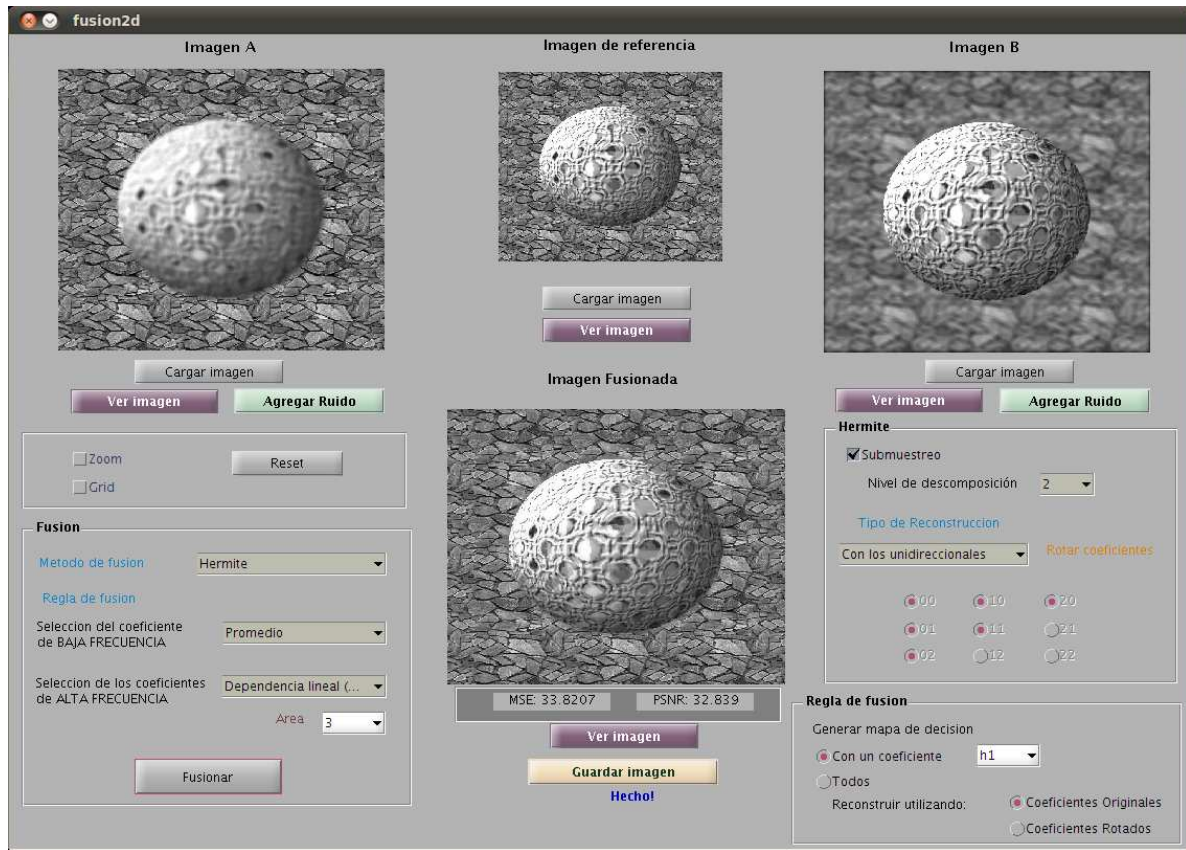 fusion2d
Imagen A
Imagen de referencia
Imagen B
Cargar imagen
Ver imagen
Agregar Ruido
Cargar imagen
Ver imagen
Cargar imagen
Ver imagen
Agregar Ruido
Zoom
Reset
Grid
Fusion
Metodo de fusion
Hermite
Regla de fusion
Seleccion del coeficiente
de BAJA FRECUENCIA
Promedio
Seleccion de los coeficientes
de ALTA FRECUENCIA
Dependencia lineal (...
Area
3
Fusionar
Imagen Fusionada
MSE: 33.8207
PSNR: 32.839
Ver imagen
Guardar imagen
Hecho!
Hermite
Submuestreo
Nivel de descomposición
2
Tipo de Reconstruccion
Con los unidireccionales
Rotar coeficientes
00 10 20
01 11 21
02 12 22
Regla de fusion
Generar mapa de decision
Con un coeficiente
h1
Todos
Reconstruir utilizando:
Coeficientes Originales
Coeficientes Rotados